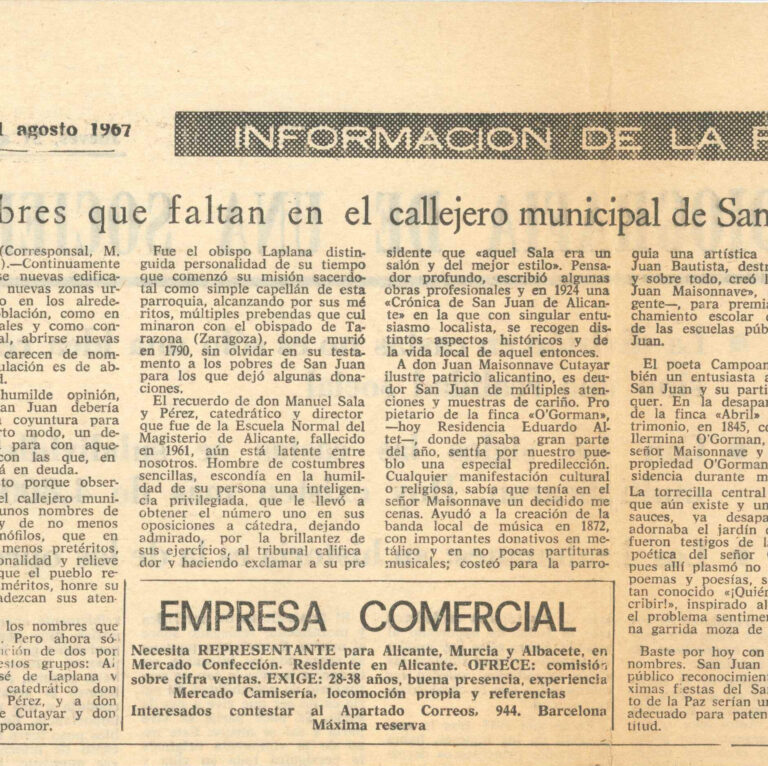 agosto 1967
INFORMACION DE LA P
bres que faltan en el callejero municipal de San
(Corresponsal, M.
).—Continuamente
se nuevas edifica-
nuevas zonas ur-
o en los alrede-
oblación, como en
ales y como con-
al, abrirse nuevas
carecen de nom-
ulación es de ab-
d.
humilde opinión,
an Juan debería
coyuntura para
rto modo, un de-
para con aque-
con las que, en
á en deuda.
to porque obser-
el callejero muni-
unos nombres de
y de no menos
nófilos, que en
menos pretéritos,
onalidad y relieve
que el pueblo re-
méritos, honre su
adezcan sus aten-
los nombres que
. Pero ahora só-
nción de dos por
estos grupos: Al
sé de Laplana y
catedrático don
Pérez, y a don
e Cutayar y don
poamor.
Fue el obispo Laplana distin-
guida personalidad de su tiempo
que comenzó su misión sacerdo-
tal como simple capellán de esta
parroquia, alcanzando por sus mé
ritos, múltiples prebendas que cul
minaron con el obispado de Ta-
razona (Zaragoza), donde murió
en 1790, sin olvidar en su testa-
mento a los pobres de San Juan
para los que dejó algunas dona-
ciones.
El recuerdo de don Manuel Sala
y Pérez, catedrático y director
que fue de la Escuela Normal del
Magisterio de Alicante, fallecido
en 1961, aún está latente entre
nosotros. Hombre de costumbres
sencillas, escondía en la humil-
dad de su persona una inteligen
cia privilegiada, que le llevó a
obtener el número uno en sus
oposiciones a cátedra, dejando
admirado, por la brillantez de
sus ejercicios, al tribunal califica
dor y haciendo exclamar a su pre
sidente que «aquel Sala era un
salón y del mejor estilo». Pensa-
dor profundo, escribió algunas
obras profesionales y en 1924 una
«Crónica de San Juan de Alican-
te» en la que con singular entu-
siasmo localista, se recogen dis-
tintos aspectos históricos y de
la vida local de aquel entonces.
A don Juan Maisonnave Cutayar
ilustre patricio alicantino, es deu-
dor San Juan de múltiples aten-
ciones y muestras de cariño. Pro
pietario de la finca «O'Gorman»,
—hoy Residencia Eduardo Al-
tet—, donde pasaba gran parte
del año, sentía por nuestro pue-
blo una especial predilección.
Cualquier manifestación cultural
o religiosa, sabía que tenía en el
señor Maisonnave un decidido me
cenas. Ayudó a la creación de la
banda local de música en 1872,
con importantes donativos en me-
tálico y en no pocas partituras
musicales; costeó para la parro-
quia una artística
Juan Bautista, destr
y sobre todo, creó l
Juan Maisonnave»,
gente—, para premia
chamiento escolar d
de las escuelas públ
Juan.
El poeta Campoan
bién un entusiasta a
San Juan y su parti
quer. En la desapar
de la finca «Abril»
trimonio, en 1845, co
llermina O'Gorman,
señor Maisonnave y
propiedad O'Gorman
sidencia durante m
La torrecilla central
que aún existe y un
sauces, ya desapar
adornaba el jardín d
fueron testigos de la
poética del señor C
pues allí plasmó no
poemas y poesías, s
tan conocido «¡Quién
cribir!», inspirado al
el problema sentimen
na garrida moza de
Baste por hoy con
nombres. San Juan
público reconocimien
ximas fiestas del Sa
to de la Paz serían un
adecuado para paten
titud.
EMPRESA COMERCIAL
Necesita REPRESENTANTE para Alicante, Murcia y Albacete, en
Mercado Confección. Residente en Alicante. OFRECE: comisión
sobre cifra ventas. EXIGE: 28-38 años, buena presencia, experiencia
Mercado Camisería, locomoción propia y referencias
Interesados contestar al Apartado Correos, 944. Barcelona
Máxima reserva